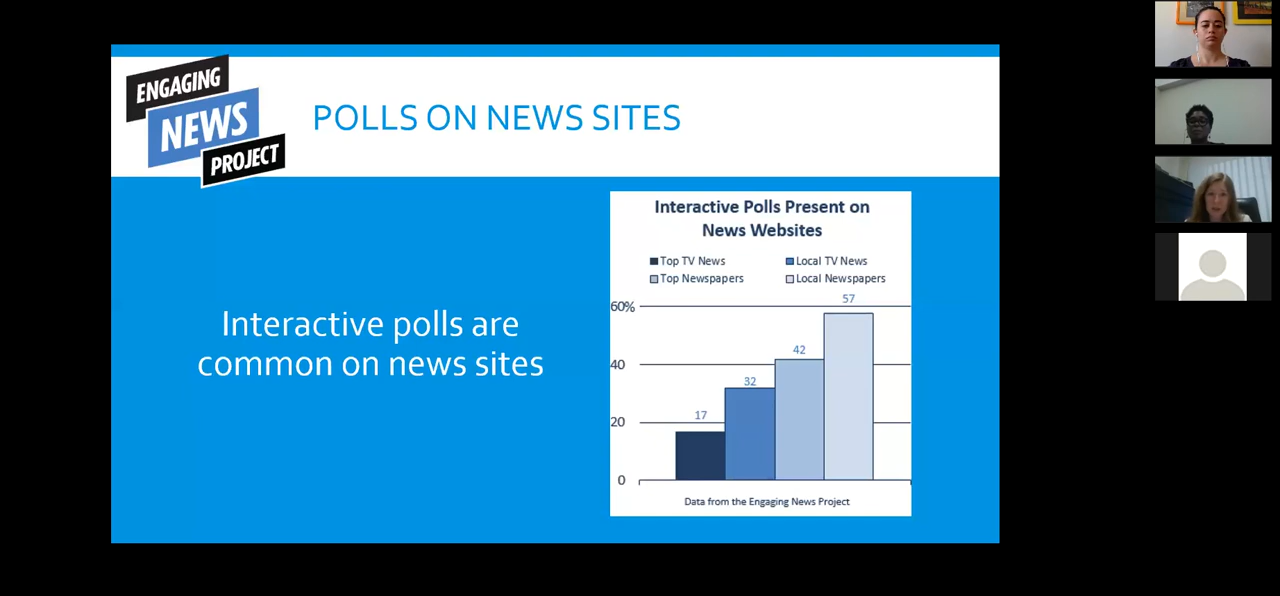 ENGAGING
NEWS
PROJECT
POLLS ON NEWS SITES
Interactive polls are
common on news sites
Interactive Polls Present on
News Websites
Top TV News
Local TV News
Top Newspapers
Local Newspapers
60%
40
20
0
17
32
42
57
Data from the Engaging News Project